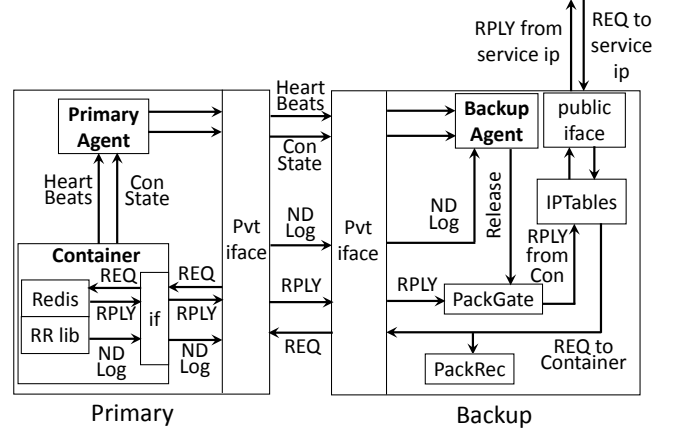 RPLY from
service ip
REQ to
service
ip
Primary
Agent
Heart
Beats
Con
State
Heart
Beats
Con
State
Backup
Agent
public
iface
Container
Redis
RR lib
if
REQ
RPLY
ND
Log
REQ
RPLY
ND
Log
Pvt
iface
ND
Log
RPLY
REQ
Pvt
iface
ND
Log
Release
IPTables
RPLY
from
Con
RPLY
PackGate
PackRec
REQ to
Container
Primary
Backup